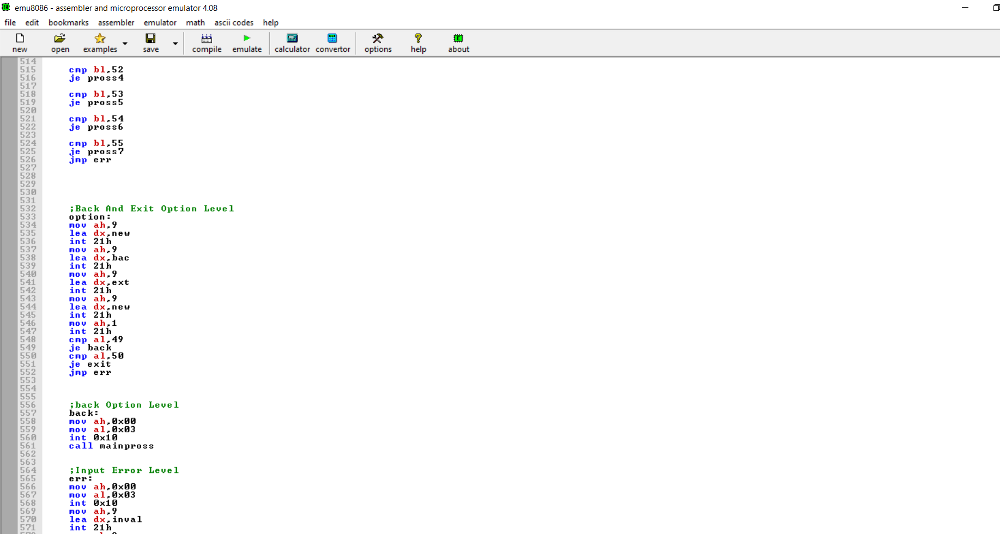 emu8086 - assembler and microprocessor emulator 4.08
file edit bookmarks assembler emulator math ascii codes help
new open examples save compile emulate calculator convertor options help about
514
515 cmp bl,52
516 je pross4
517
518 cmp bl,53
519 je pross5
520
521 cmp bl,54
522 je pross6
523
524 cmp bl,55
525 je pross7
526 jmp err
527
528
529
530
531
532 ;Back And Exit Option Level
533 option:
534 mov ah,9
535 lea dx,new
536 int 21h
537 mov ah,9
538 lea dx,bac
539 int 21h
540 mov ah,9
541 lea dx,ext
542 int 21h
543 mov ah,9
544 lea dx,new
545 int 21h
546 mov ah,1
547 int 21h
548 cmp al,49
549 je back
550 cmp al,50
551 je exit
552 jmp err
553
554
555
556 ;back Option Level
557 back:
558 mov ah,0x00
559 mov al,0x03
560 int 0x10
561 call mainpross
562
563
564 ;Input Error Level
565 err:
566 mov ah,0x00
567 mov al,0x03
568 int 0x10
569 mov ah,9
570 lea dx,inval
571 int 21h